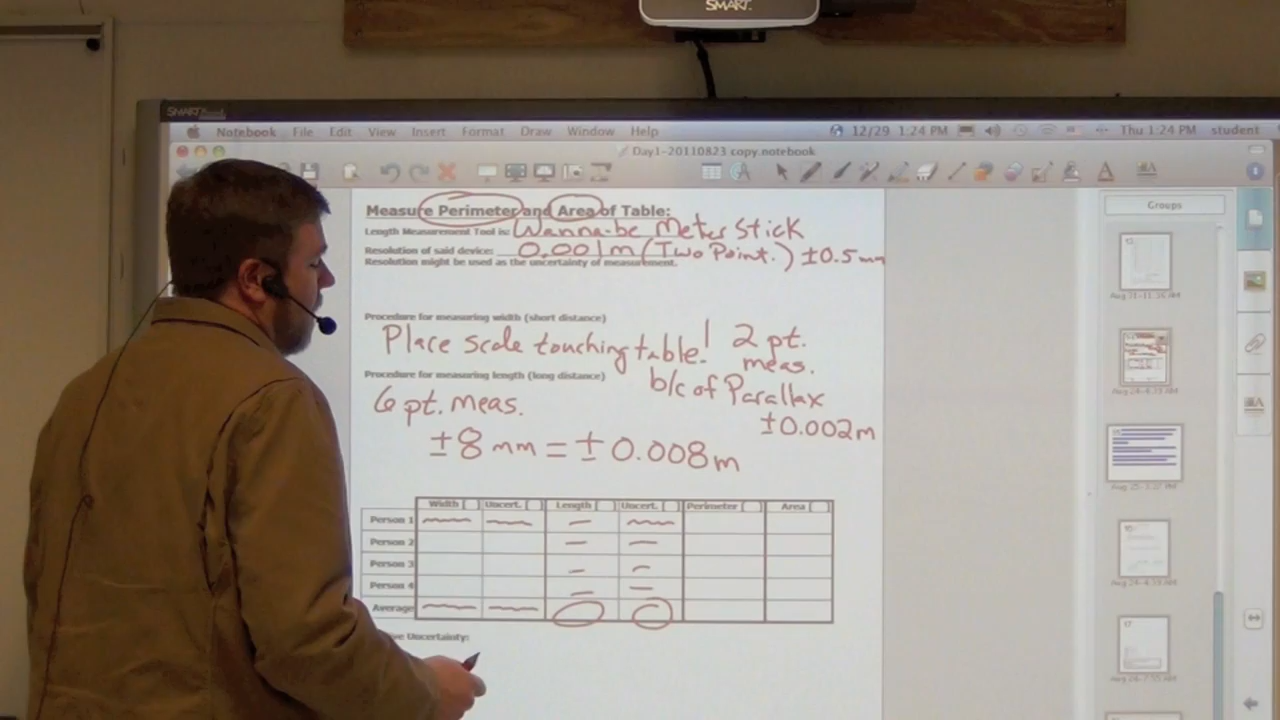 SMART
SMART
Notebook File Edit View Insert Format Draw Window Help 12/29 1:24 PM Thu 1:24 PM student
Day1-20110823 copy.notebook
Groups
Measure Perimeter and Area of Table:
Length Measurement Tool is: Wanna-be Meter Stick
Resolution of said device: 0.001m (Two Point.) ±0.5mm
Resolution might be used as the uncertainty of measurement.
Procedure for measuring width (short distance)
Place scale touching table! 2 pt.
meas.
Procedure for measuring length (long distance)
b/c of Parallax
6 pt. meas.
±0.002m
±8 mm = ±0.008m
Width [ ] Uncert. [ ] Length [ ] Uncert. [ ] Perimeter [ ] Area [ ]
Person 1
Person 2
Person 3
Person 4
Average
Uncertainty:
17